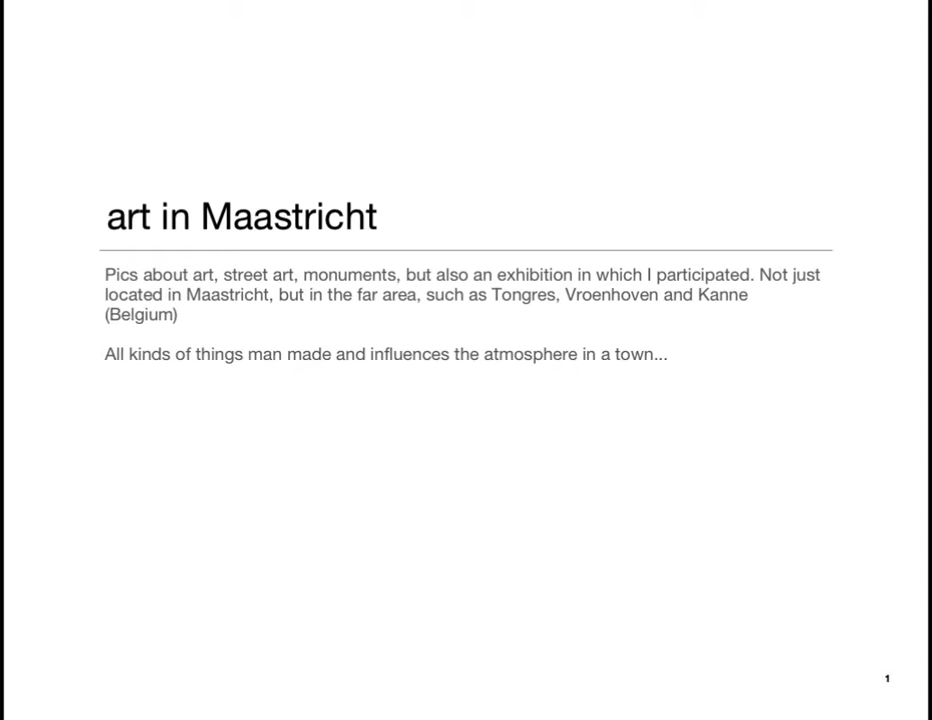 art in Maastricht
Pics about art, street art, monuments, but also an exhibition in which I participated. Not just
located in Maastricht, but in the far area, such as Tongres, Vroenhoven and Kanne
(Belgium)
All kinds of things man made and influences the atmosphere in a town...
1